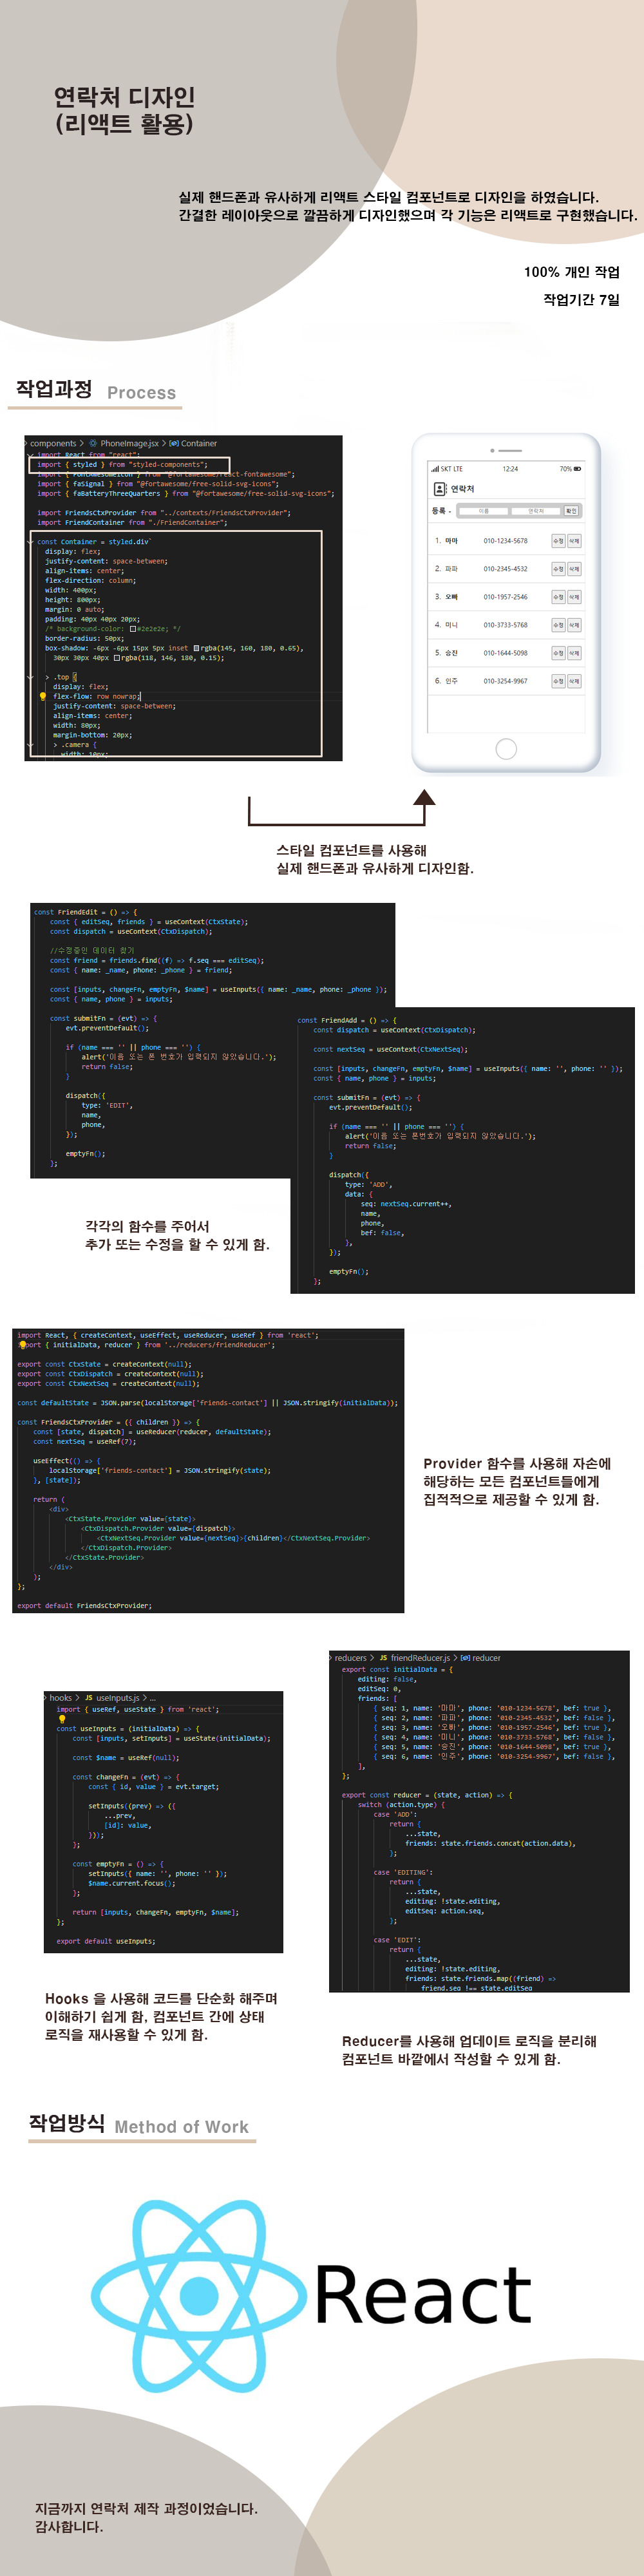 연락처 디자인
(리액트 활용)
실제 핸드폰과 유사하게 리액트 스타일 컴포넌트로 디자인을 하였습니다.
간결한 레이아웃으로 깔끔하게 디자인했으며 각 기능은 리액트로 구현했습니다.
100% 개인 작업
작업기간 7일
작업과정 Process
components > PhoneImage.jsx > Container
import React from "react";
import { styled } from "styled-components";
import { FontAwesomeIcon } from "@fortawesome/react-fontawesome";
import { faSignal } from "@fortawesome/free-solid-svg-icons";
import { faBatteryThreeQuarters } from "@fortawesome/free-solid-svg-icons";
import FriendsCtxProvider from "../contexts/FriendsCtxProvider";
import FriendContainer from "./FriendContainer";
const Container = styled.div`
display: flex;
justify-content: space-between;
align-items: center;
flex-direction: column;
width: 400px;
height: 800px;
margin: 0 auto;
padding: 40px 40px 20px;
/* background-color: #2e2e2e; */
border-radius: 50px;
box-shadow: -6px -6px 15px 5px inset rgba(145, 160, 180, 0.65),
30px 30px 40px rgba(118, 146, 180, 0.15);
> .top {
display: flex;
flex-flow: row nowrap;
justify-content: space-between;
align-items: center;
width: 80px;
margin-bottom: 20px;
> .camera {
width: 10px;
SKT LTE 12:24 70%
연락처
등록 - 이름 연락처 확인
1. 마마 010-1234-5678 수정 삭제
2. 파파 010-2345-4532 수정 삭제
3. 오빠 010-1957-2546 수정 삭제
4. 미니 010-3733-5768 수정 삭제
5. 승진 010-1644-5098 수정 삭제
6. 인주 010-3254-9967 수정 삭제
스타일 컴포넌트를 사용해
실제 핸드폰과 유사하게 디자인함.
const FriendEdit = () => {
const { editSeq, friends } = useContext(CtxState);
const dispatch = useContext(CtxDispatch);
//수정중인 데이터 찾기
const friend = friends.find((f) => f.seq === editSeq);
const { name: _name, phone: _phone } = friend;
const [inputs, changeFn, emptyFn, $name] = useInputs({ name: _name, phone: _phone });
const { name, phone } = inputs;
const submitFn = (evt) => {
evt.preventDefault();
if (name === '' || phone === '') {
alert('이름 또는 폰 번호가 입력되지 않았습니다.');
return false;
}
dispatch({
type: 'EDIT',
name,
phone,
});
emptyFn();
};
const FriendAdd = () => {
const dispatch = useContext(CtxDispatch);
const nextSeq = useContext(CtxNextSeq);
const [inputs, changeFn, emptyFn, $name] = useInputs({ name: '', phone: '' });
const { name, phone } = inputs;
const submitFn = (evt) => {
evt.preventDefault();
if (name === '' || phone === '') {
alert('이름 또는 폰번호가 입력되지 않았습니다.');
return false;
}
dispatch({
type: 'ADD',
data: {
seq: nextSeq.current++,
name,
phone,
bef: false,
},
});
emptyFn();
};
각각의 함수를 주어서
추가 또는 수정을 할 수 있게 함.
import React, { createContext, useEffect, useReducer, useRef } from 'react';
import { initialData, reducer } from '../reducers/friendReducer';
export const CtxState = createContext(null);
export const CtxDispatch = createContext(null);
export const CtxNextSeq = createContext(null);
const defaultState = JSON.parse(localStorage['friends-contact'] || JSON.stringify(initialData));
const FriendsCtxProvider = ({ children }) => {
const [state, dispatch] = useReducer(reducer, defaultState);
const nextSeq = useRef(7);
useEffect(() => {
localStorage['friends-contact'] = JSON.stringify(state);
}, [state]);
return (
<div>
<CtxState.Provider value={state}>
<CtxDispatch.Provider value={dispatch}>
<CtxNextSeq.Provider value={nextSeq}>{children}</CtxNextSeq.Provider>
</CtxDispatch.Provider>
</CtxState.Provider>
</div>
);
};
export default FriendsCtxProvider;
Provider 함수를 사용해 자손에
해당하는 모든 컴포넌트들에게
집적적으로 제공할 수 있게 함.
hooks > JS useInputs.js > ...
import { useRef, useState } from 'react';
const useInputs = (initialData) => {
const [inputs, setInputs] = useState(initialData);
const $name = useRef(null);
const changeFn = (evt) => {
const { id, value } = evt.target;
setInputs((prev) => ({
...prev,
[id]: value,
}));
};
const emptyFn = () => {
setInputs({ name: '', phone: '' });
$name.current.focus();
};
return [inputs, changeFn, emptyFn, $name];
};
export default useInputs;
Hooks 을 사용해 코드를 단순화 해주며
이해하기 쉽게 함, 컴포넌트 간에 상태
로직을 재사용할 수 있게 함.
reducers > JS friendReducer.js > reducer
export const initialData = {
editing: false,
editSeq: 0,
friends: [
{ seq: 1, name: '마마', phone: '010-1234-5678', bef: true },
{ seq: 2, name: '파파', phone: '010-2345-4532', bef: false },
{ seq: 3, name: '오빠', phone: '010-1957-2546', bef: true },
{ seq: 4, name: '미니', phone: '010-3733-5768', bef: false },
{ seq: 5, name: '승진', phone: '010-1644-5098', bef: true },
{ seq: 6, name: '인주', phone: '010-3254-9967', bef: false },
],
};
export const reducer = (state, action) => {
switch (action.type) {
case 'ADD':
return {
...state,
friends: state.friends.concat(action.data),
};
case 'EDITING':
return {
...state,
editing: !state.editing,
editSeq: action.seq,
};
case 'EDIT':
return {
...state,
editing: !state.editing,
friends: state.friends.map((friend) =>
friend.seq !== state.editSeq
Reducer를 사용해 업데이트 로직을 분리해
컴포넌트 바깥에서 작성할 수 있게 함.
작업방식 Method of Work
React
지금까지 연락처 제작 과정이었습니다.
감사합니다.